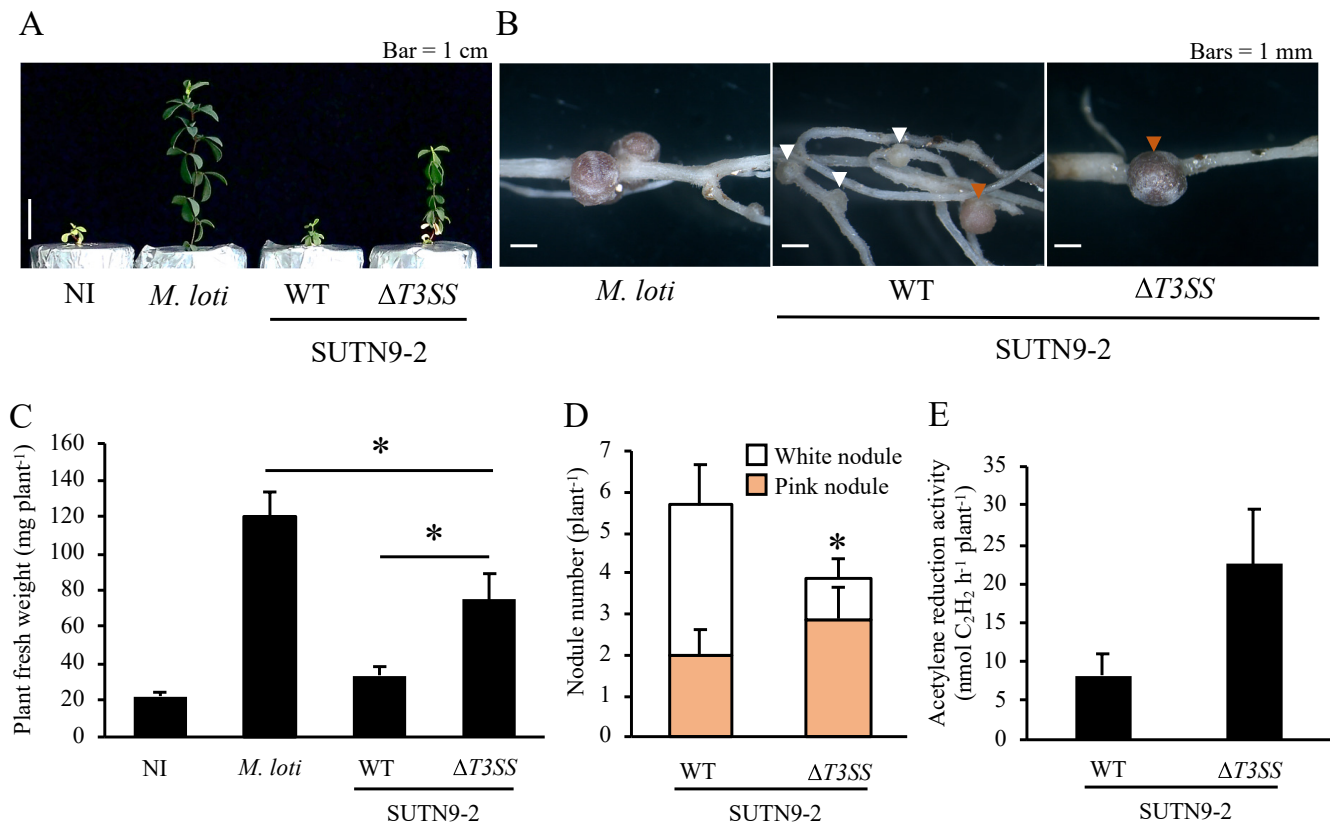 A
Bar = 1 cm
NI
M. loti
WT
ΔT3SS
SUTN9-2
B
Bars = 1 mm
M. loti
WT
ΔT3SS
SUTN9-2
C
Plant fresh weight (mg plant⁻¹)
160
140
120
100
80
60
40
20
0
*
*
NI
M. loti
WT
ΔT3SS
SUTN9-2
D
Nodule number (plant⁻¹)
7
6
5
4
3
2
1
0
White nodule
Pink nodule
*
WT
ΔT3SS
SUTN9-2
E
Acetylene reduction activity
(nmol C₂H₂ h⁻¹ plant⁻¹)
35
30
25
20
15
10
5
0
WT
ΔT3SS
SUTN9-2